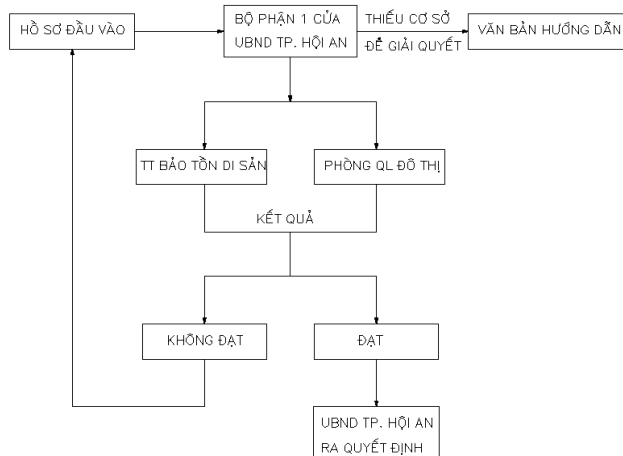 HỒ SƠ ĐẦU VÀO
BỘ PHẬN 1 CỬA
UBND TP. HỘI AN
THIẾU CƠ SỞ
ĐỂ GIẢI QUYẾT
VĂN BẢN HƯỚNG DẪN
TT BẢO TỒN DI SẢN
PHÒNG QL ĐÔ THỊ
KẾT QUẢ
KHÔNG ĐẠT
ĐẠT
UBND TP. HỘI AN
RA QUYẾT ĐỊNH